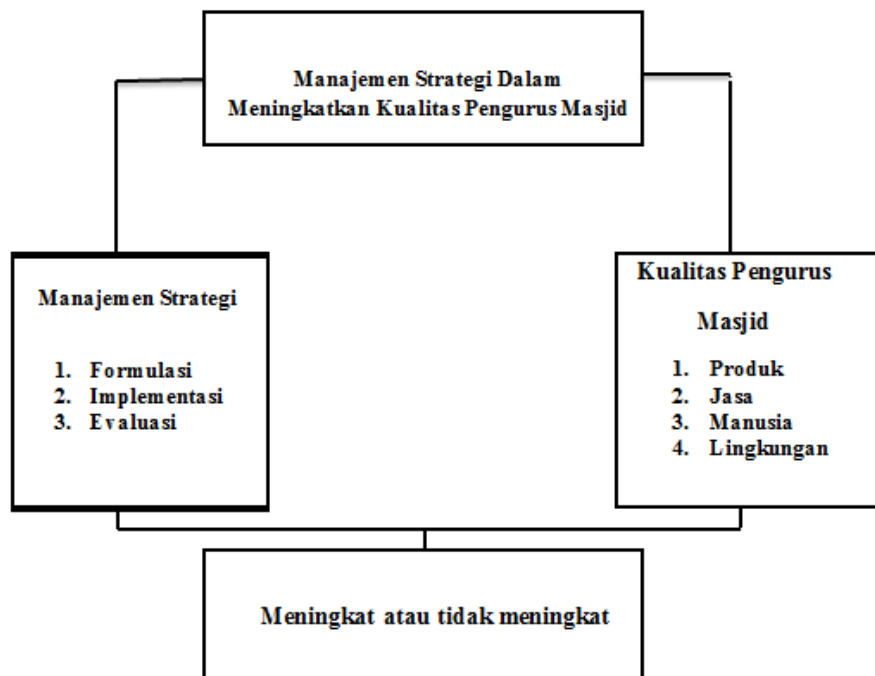 Manajemen Strategi Dalam
Meningkatkan Kualitas Pengurus Masjid
Manajemen Strategi
1. Formulasi
2. Implementasi
3. Evaluasi
Kualitas Pengurus
Masjid
1. Produk
2. Jasa
3. Manusia
4. Lingkungan
Meningkat atau tidak meningkat